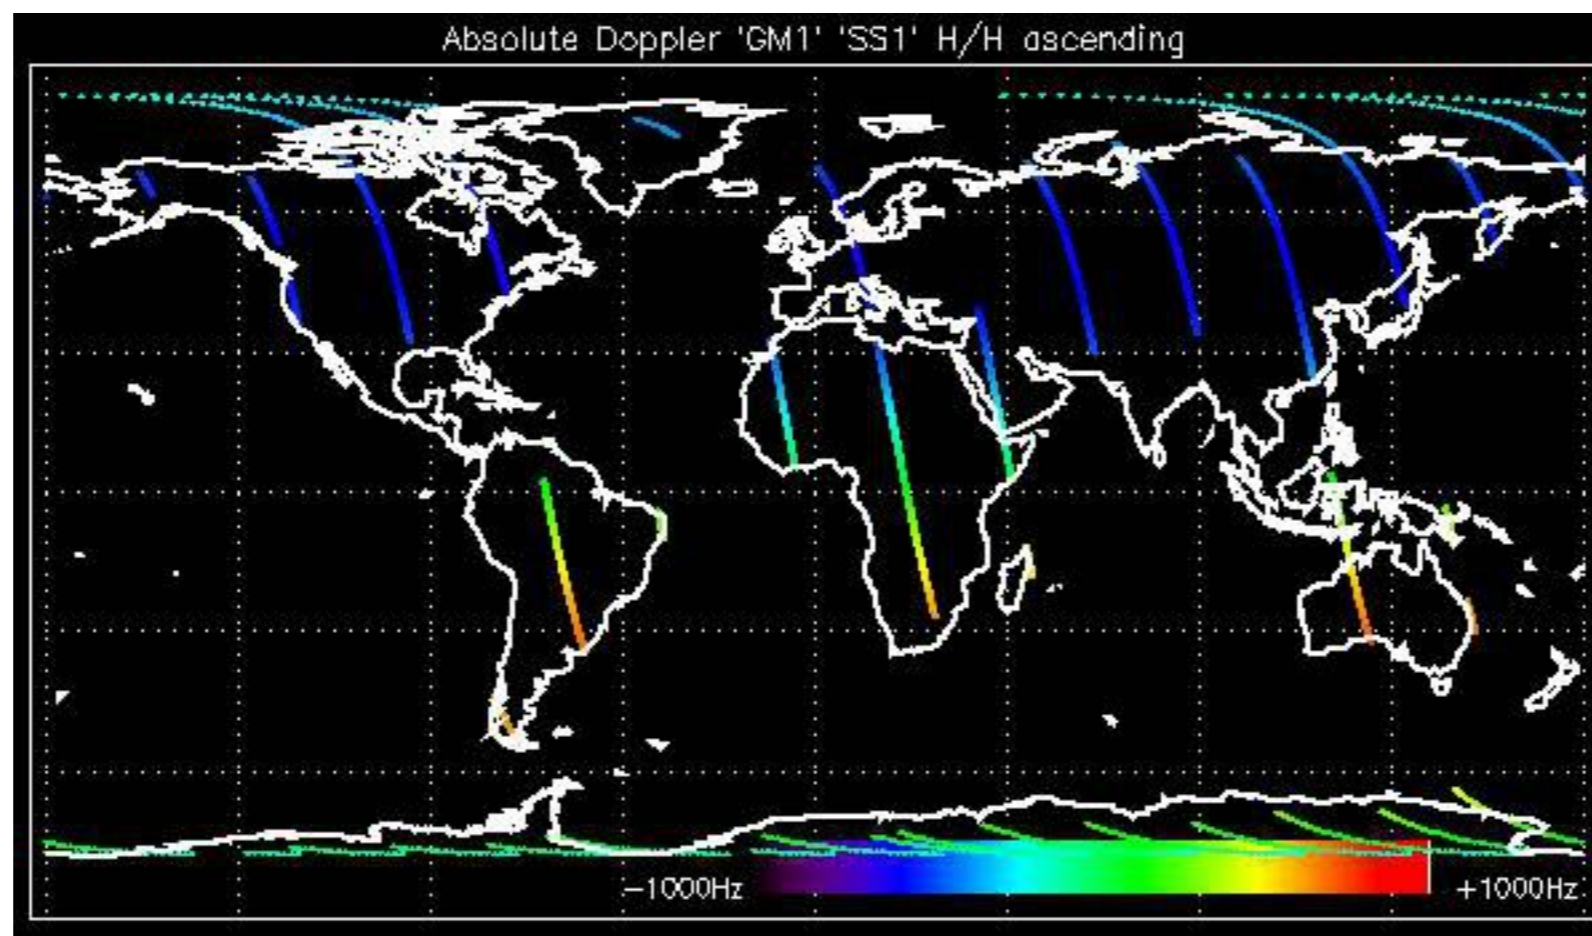 Absolute Doppler 'GM1' 'SS1' H/H ascending
−1000Hz +1000Hz